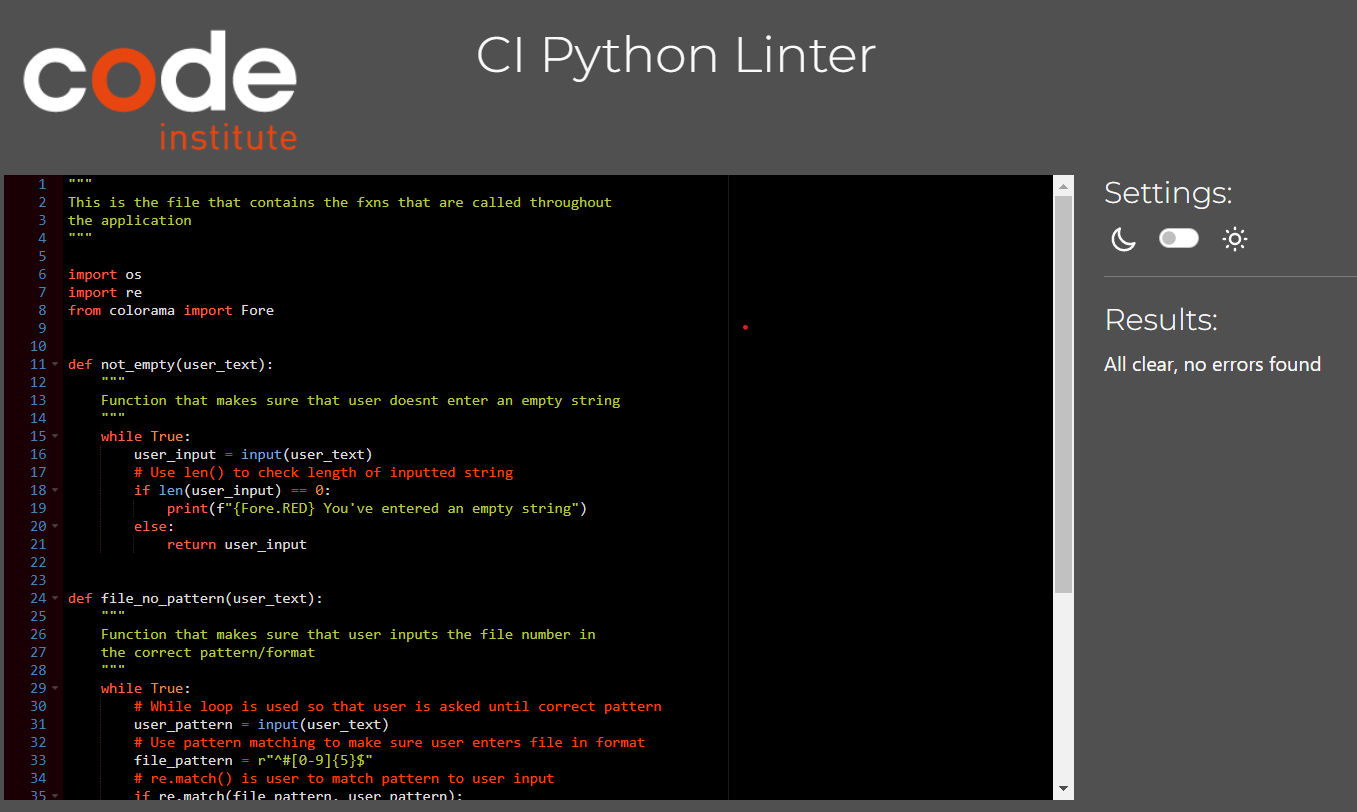 code
institute
CI Python Linter
1 """
2 This is the file that contains the fxns that are called throughout
3 the application
4 """
5
6 import os
7 import re
8 from colorama import Fore
9
10
11 def not_empty(user_text):
12     """
13     Function that makes sure that user doesnt enter an empty string
14     """
15     while True:
16         user_input = input(user_text)
17         # Use len() to check length of inputted string
18         if len(user_input) == 0:
19             print(f"{Fore.RED} You've entered an empty string")
20         else:
21             return user_input
22
23
24 def file_no_pattern(user_text):
25     """
26     Function that makes sure that user inputs the file number in
27     the correct pattern/format
28     """
29     while True:
30         # While loop is used so that user is asked until correct pattern
31         user_pattern = input(user_text)
32         # Use pattern matching to make sure user enters file in format
33         file_pattern = r"^#[0-9]{5}$"
34         # re.match() is user to match pattern to user input
35         if re.match(file_pattern, user_pattern):
Settings:
Results:
All clear, no errors found